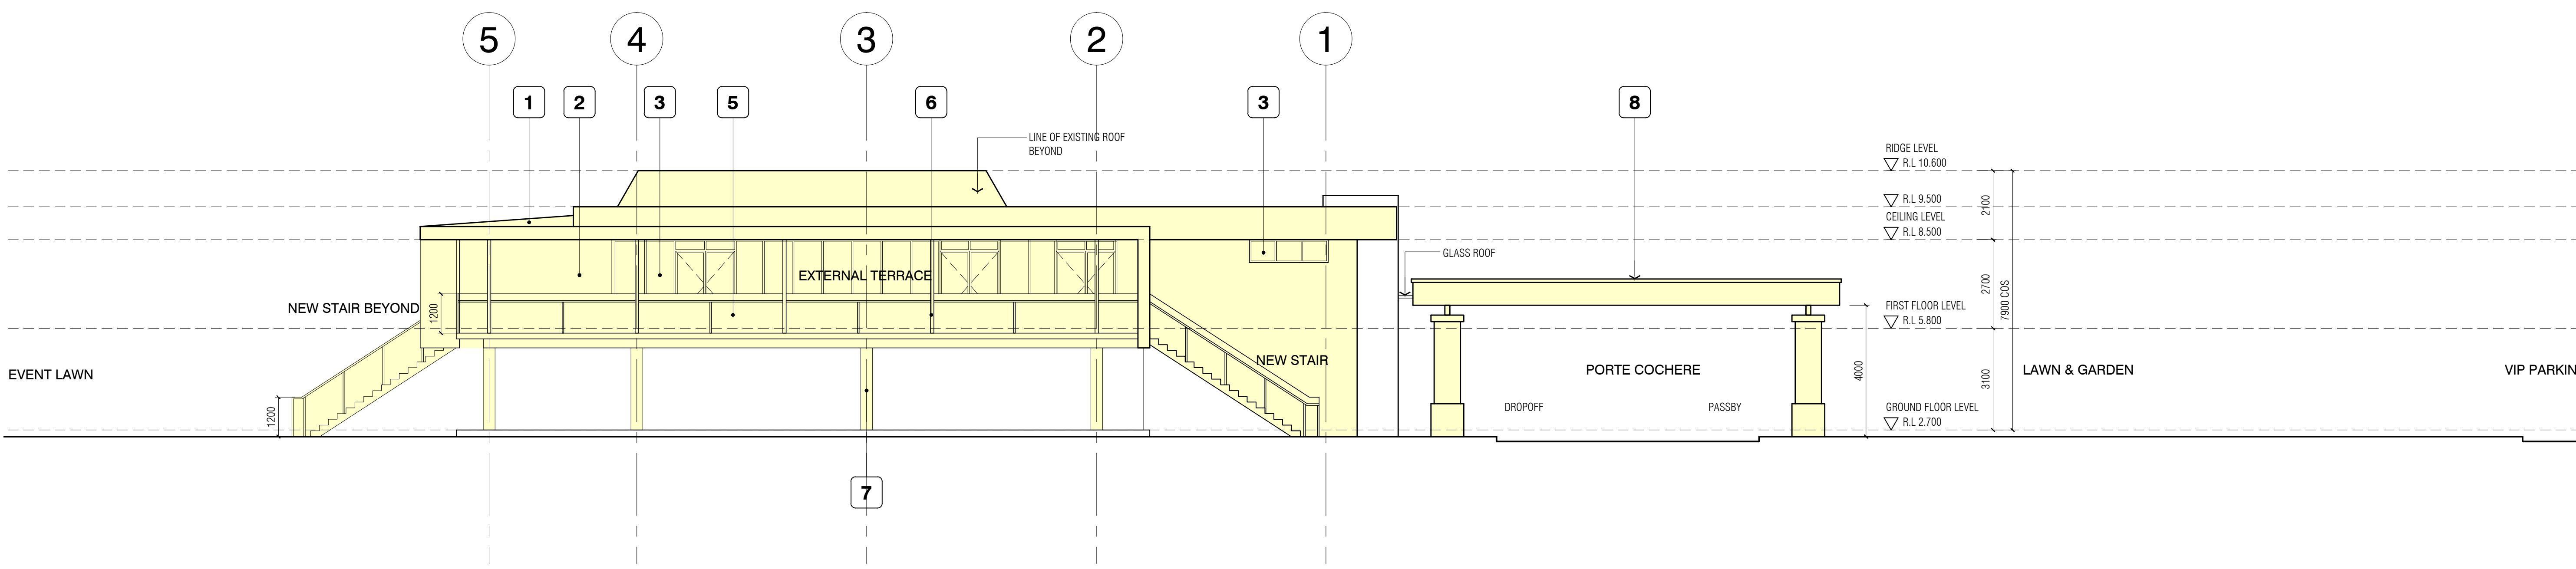 5
4
3
2
1
1
2
3
5
6
3
8
LINE OF EXISTING ROOF
BEYOND
RIDGE LEVEL
R.L 10.600
R.L 9.500
CEILING LEVEL
R.L 8.500
2100
GLASS ROOF
EXTERNAL TERRACE
2700
7900 COS
NEW STAIR BEYOND
1200
FIRST FLOOR LEVEL
R.L 5.800
NEW STAIR
EVENT LAWN
PORTE COCHERE
4000
3100
LAWN & GARDEN
VIP PARKIN
1200
DROPOFF
PASSBY
GROUND FLOOR LEVEL
R.L 2.700
7